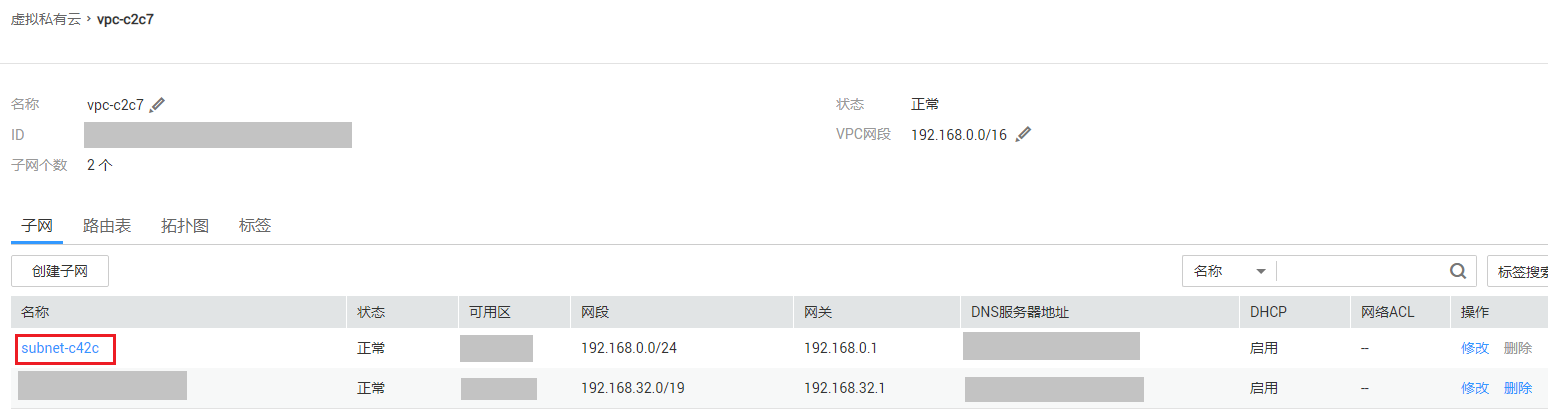 虚拟私有云 › vpc-c2c7
名称 vpc-c2c7 状态 正常
ID VPC网段 192.168.0.0/16
子网个数 2 个
子网 路由表 拓扑图 标签
创建子网 名称 标签搜索
名称 状态 可用区 网段 网关 DNS服务器地址 DHCP 网络ACL 操作
subnet-c42c 正常 192.168.0.0/24 192.168.0.1 启用 -- 修改 删除
正常 192.168.32.0/19 192.168.32.1 启用 -- 修改 删除